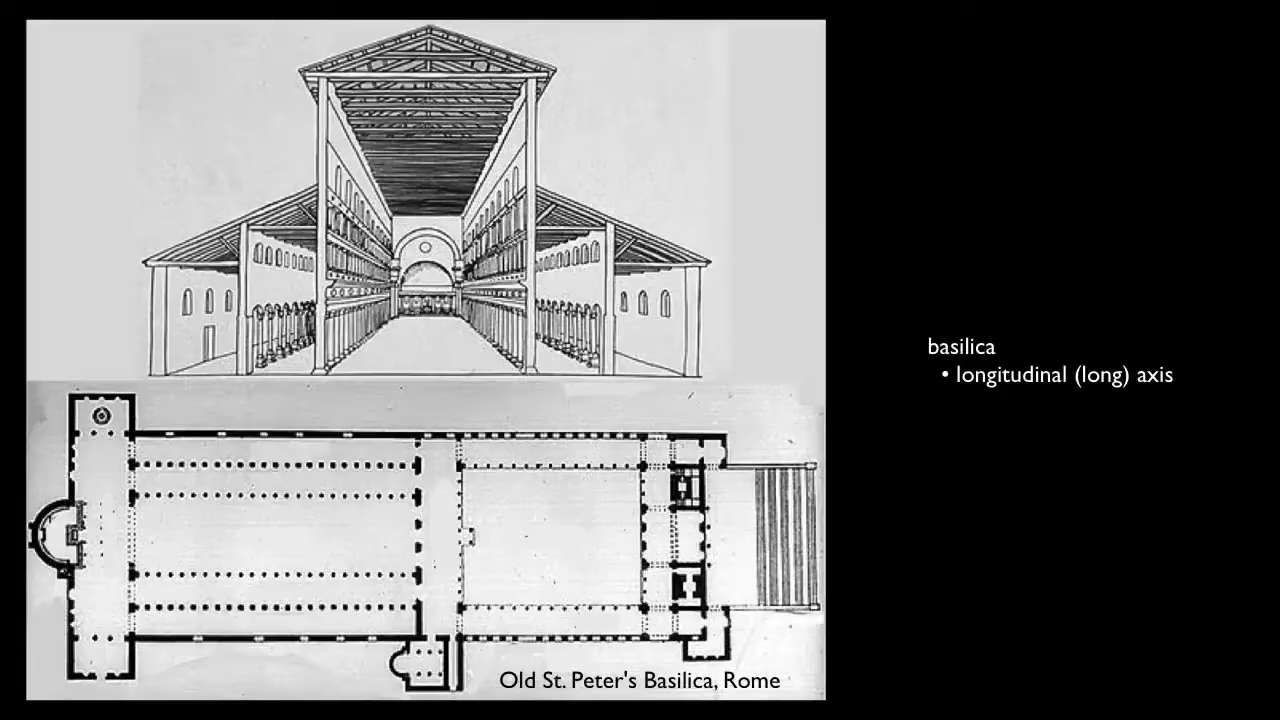 basilica
• longitudinal (long) axis
Old St. Peter's Basilica, Rome